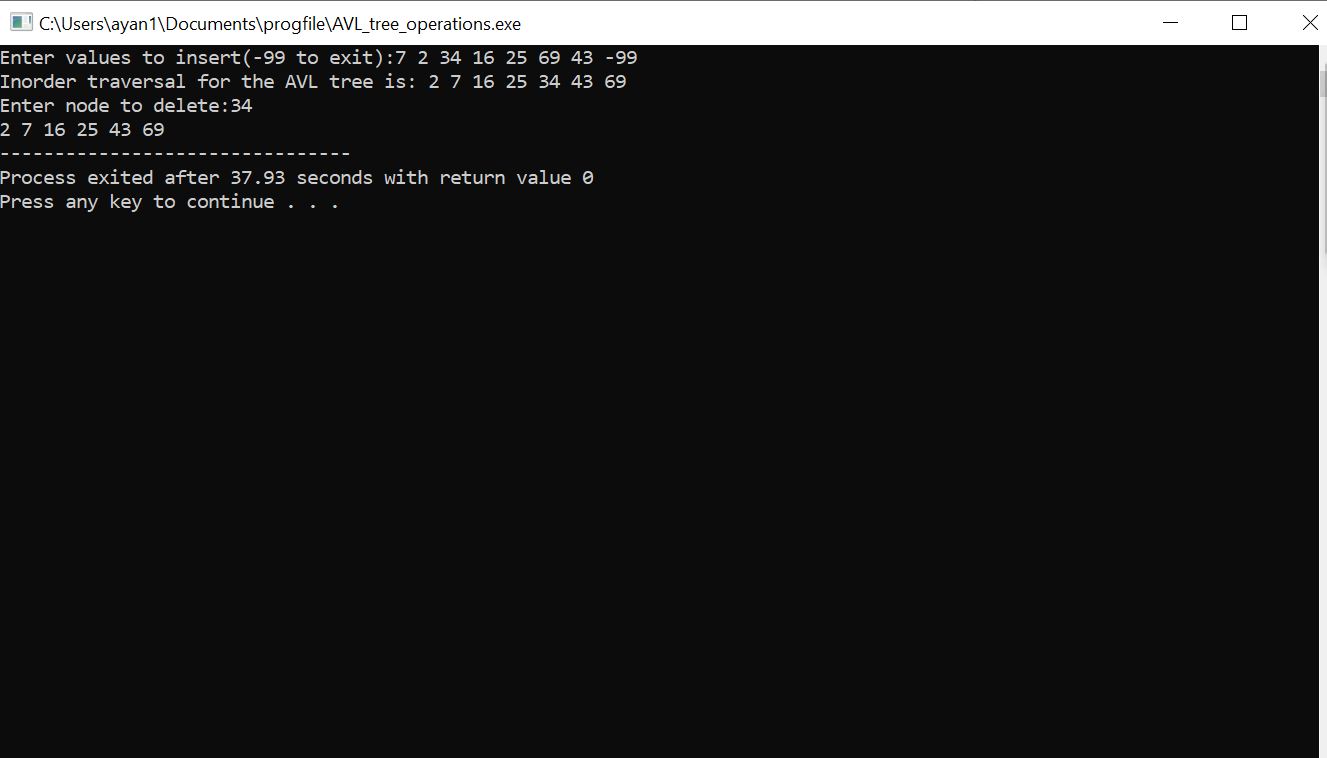 C:\Users\ayan1\Documents\progfile\AVL_tree_operations.exe
Enter values to insert(-99 to exit):7 2 34 16 25 69 43 -99
Inorder traversal for the AVL tree is: 2 7 16 25 34 43 69
Enter node to delete:34
2 7 16 25 43 69
--------------------------------
Process exited after 37.93 seconds with return value 0
Press any key to continue . . .